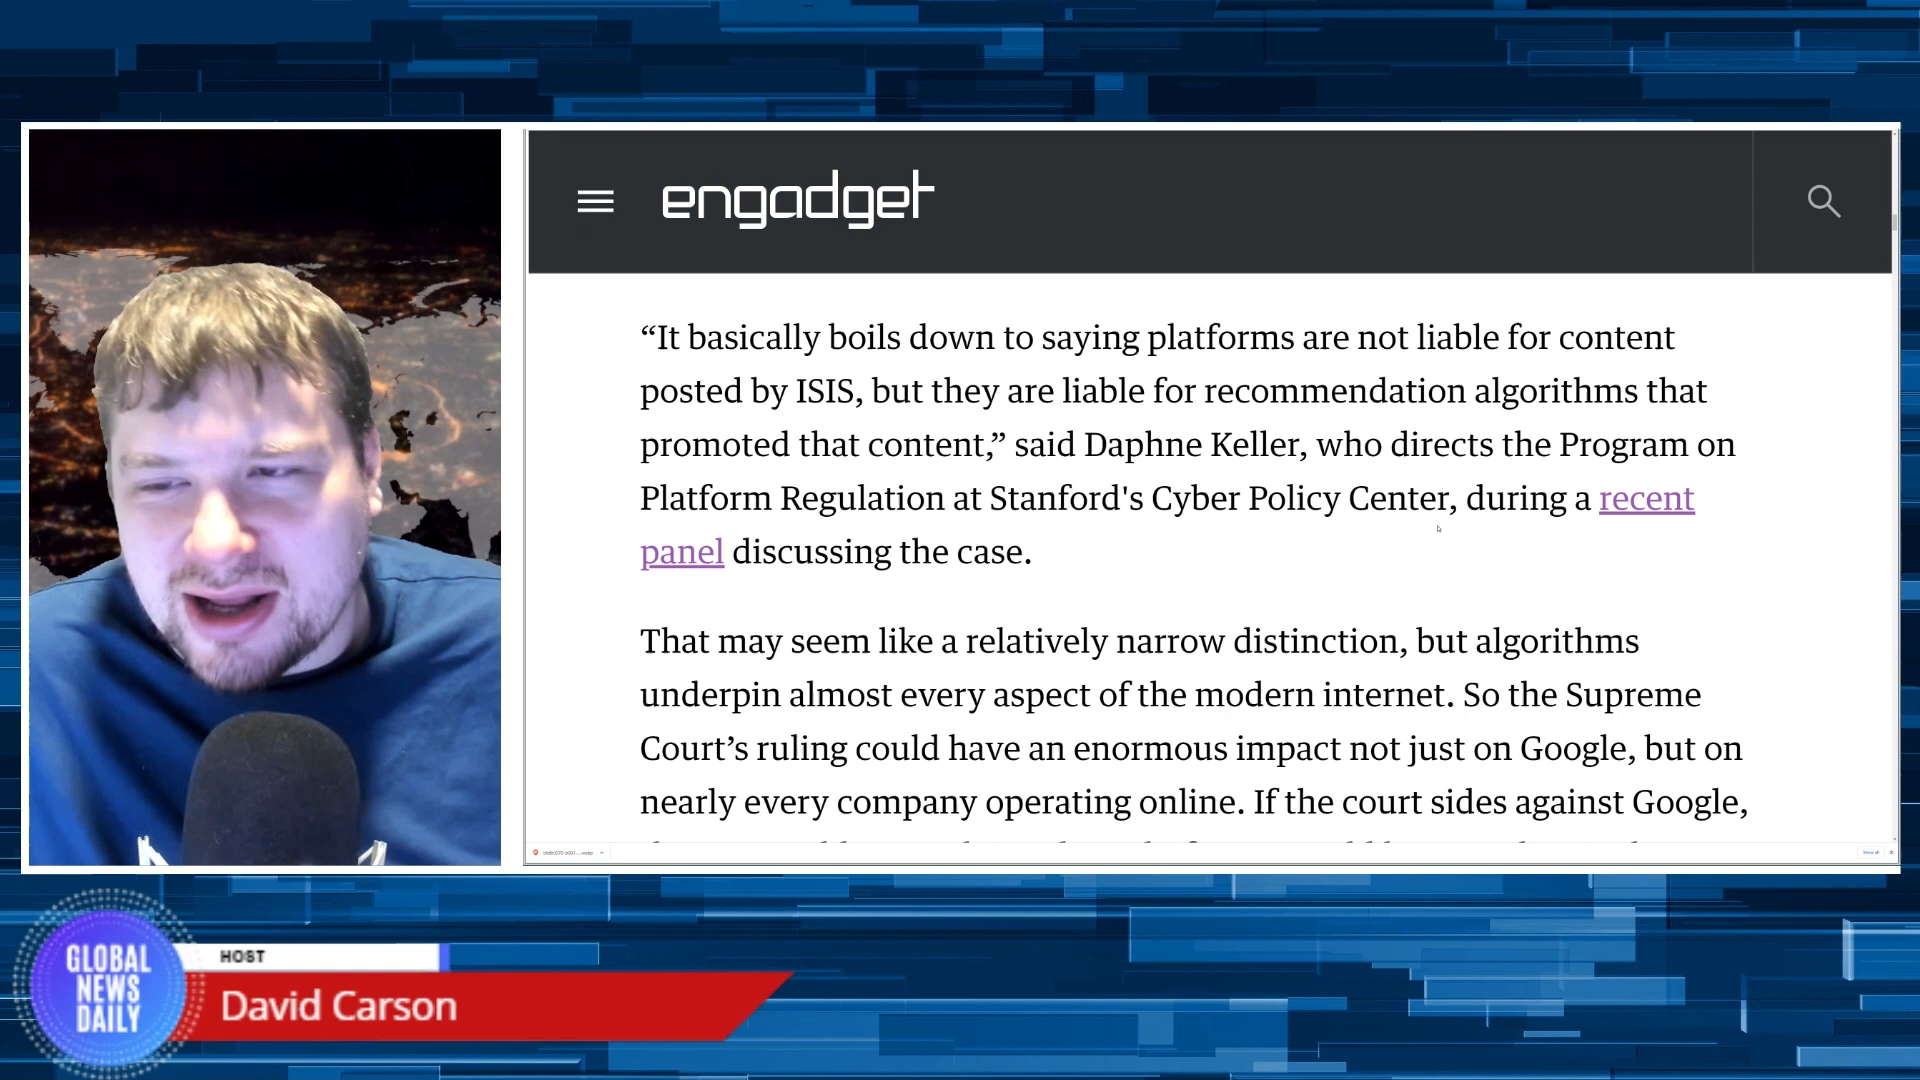 engadget
“It basically boils down to saying platforms are not liable for content
posted by ISIS, but they are liable for recommendation algorithms that
promoted that content,” said Daphne Keller, who directs the Program on
Platform Regulation at Stanford's Cyber Policy Center, during a recent
panel discussing the case.
That may seem like a relatively narrow distinction, but algorithms
underpin almost every aspect of the modern internet. So the Supreme
Court’s ruling could have an enormous impact not just on Google, but on
nearly every company operating online. If the court sides against Google,
Show all
GLOBAL
NEWS
DAILY
HOST
David Carson